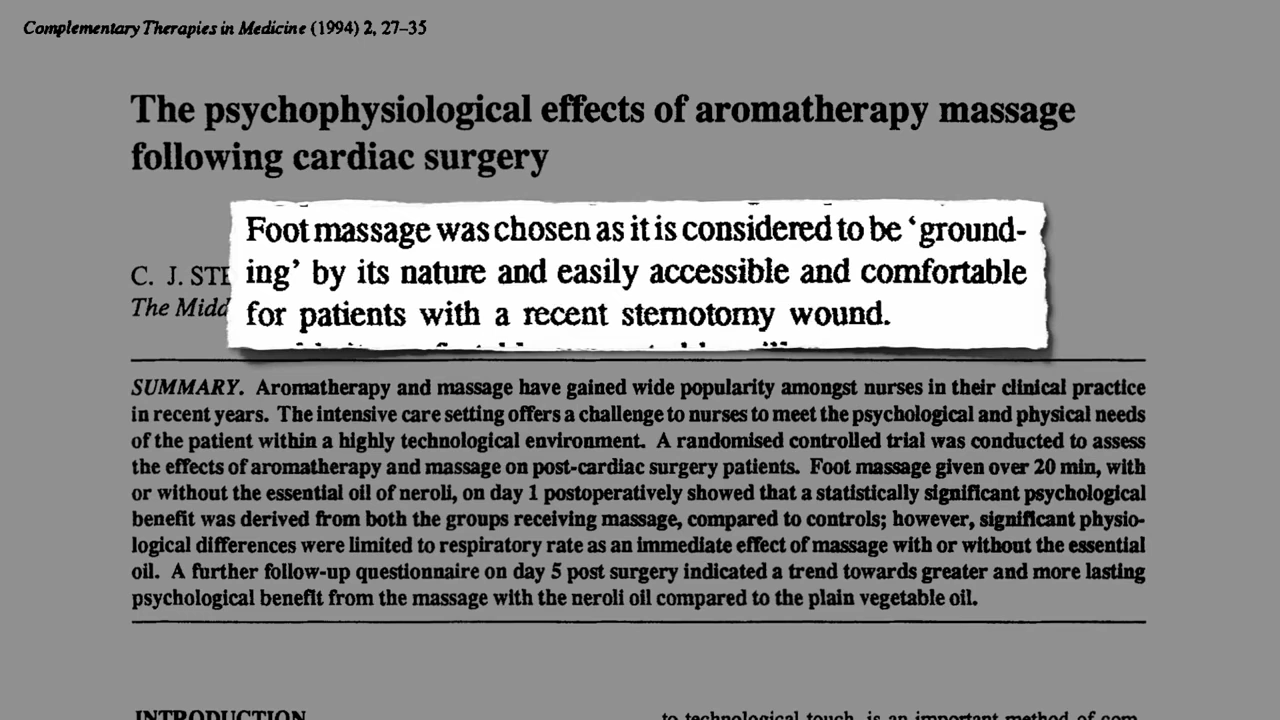 Complementary Therapies in Medicine (1994) 2, 27–35
The psychophysiological effects of aromatherapy massage
following cardiac surgery
Foot massage was chosen as it is considered to be ‘ground-
ing’ by its nature and easily accessible and comfortable
for patients with a recent sternotomy wound.
C. J.
The
SUMMARY. Aromatherapy and massage have gained wide popularity amongst nurses in their clinical practice
in recent years. The intensive care setting offers a challenge to nurses to meet the psychological and physical needs
of the patient within a highly technological environment. A randomised controlled trial was conducted to assess
the effects of aromatherapy and massage on post-cardiac surgery patients. Foot massage given over 20 min, with
or without the essential oil of neroli, on day 1 postoperatively showed that a statistically significant psychological
benefit was derived from both the groups receiving massage, compared to controls; however, significant physio-
logical differences were limited to respiratory rate as an immediate effect of massage with or without the essential
oil. A further follow-up questionnaire on day 5 post surgery indicated a trend towards greater and more lasting
psychological benefit from the massage with the neroli oil compared to the plain vegetable oil.
INTRODUCTION
to technological touch, is an important method of com-